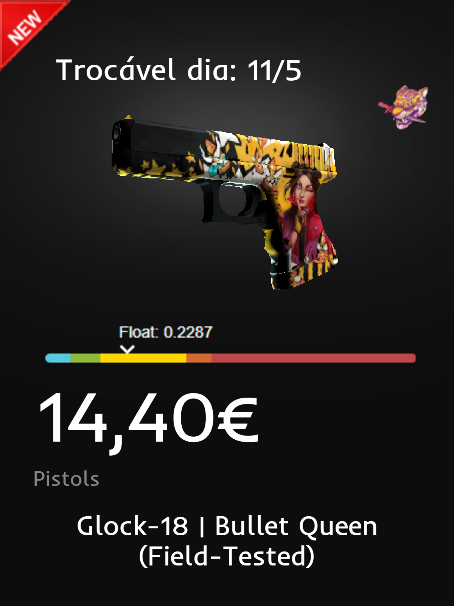 NEW
Trocável dia: 11/5
Float: 0.2287
14,40€
Pistols
Glock-18 | Bullet Queen
(Field-Tested)